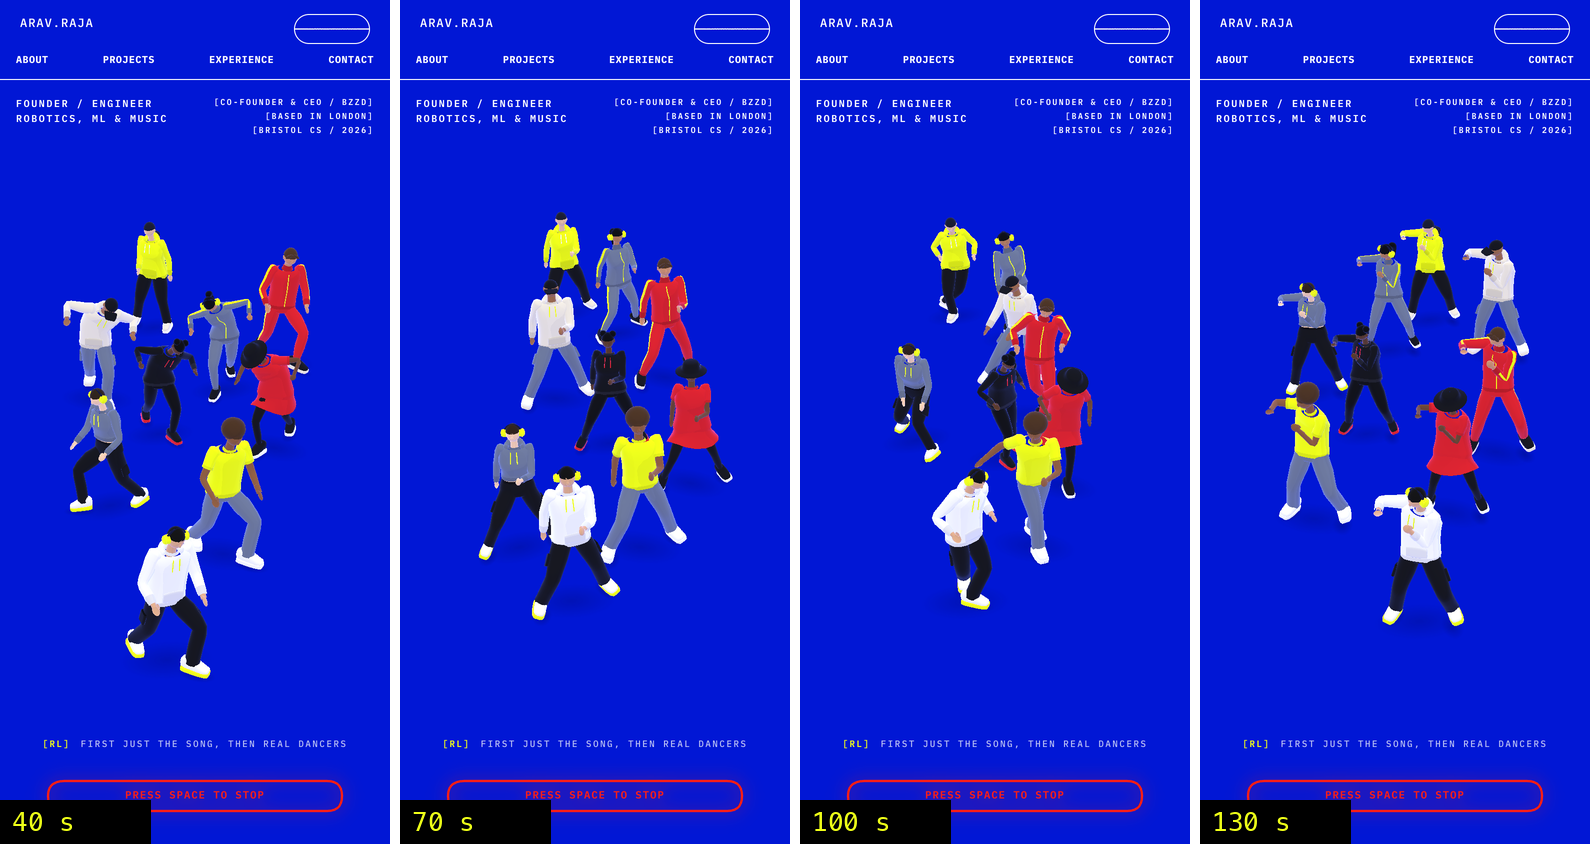 ARAV.RAJA
ABOUT PROJECTS EXPERIENCE CONTACT
FOUNDER / ENGINEER
ROBOTICS, ML & MUSIC
[CO-FOUNDER & CEO / BZZD]
[BASED IN LONDON]
[BRISTOL CS / 2026]
[RL] FIRST JUST THE SONG, THEN REAL DANCERS
PRESS SPACE TO STOP
40 s
ARAV.RAJA
ABOUT PROJECTS EXPERIENCE CONTACT
FOUNDER / ENGINEER
ROBOTICS, ML & MUSIC
[CO-FOUNDER & CEO / BZZD]
[BASED IN LONDON]
[BRISTOL CS / 2026]
[RL] FIRST JUST THE SONG, THEN REAL DANCERS
PRESS SPACE TO STOP
70 s
ARAV.RAJA
ABOUT PROJECTS EXPERIENCE CONTACT
FOUNDER / ENGINEER
ROBOTICS, ML & MUSIC
[CO-FOUNDER & CEO / BZZD]
[BASED IN LONDON]
[BRISTOL CS / 2026]
[RL] FIRST JUST THE SONG, THEN REAL DANCERS
PRESS SPACE TO STOP
100 s
ARAV.RAJA
ABOUT PROJECTS EXPERIENCE CONTACT
FOUNDER / ENGINEER
ROBOTICS, ML & MUSIC
[CO-FOUNDER & CEO / BZZD]
[BASED IN LONDON]
[BRISTOL CS / 2026]
[RL] FIRST JUST THE SONG, THEN REAL DANCERS
PRESS SPACE TO STOP
130 s